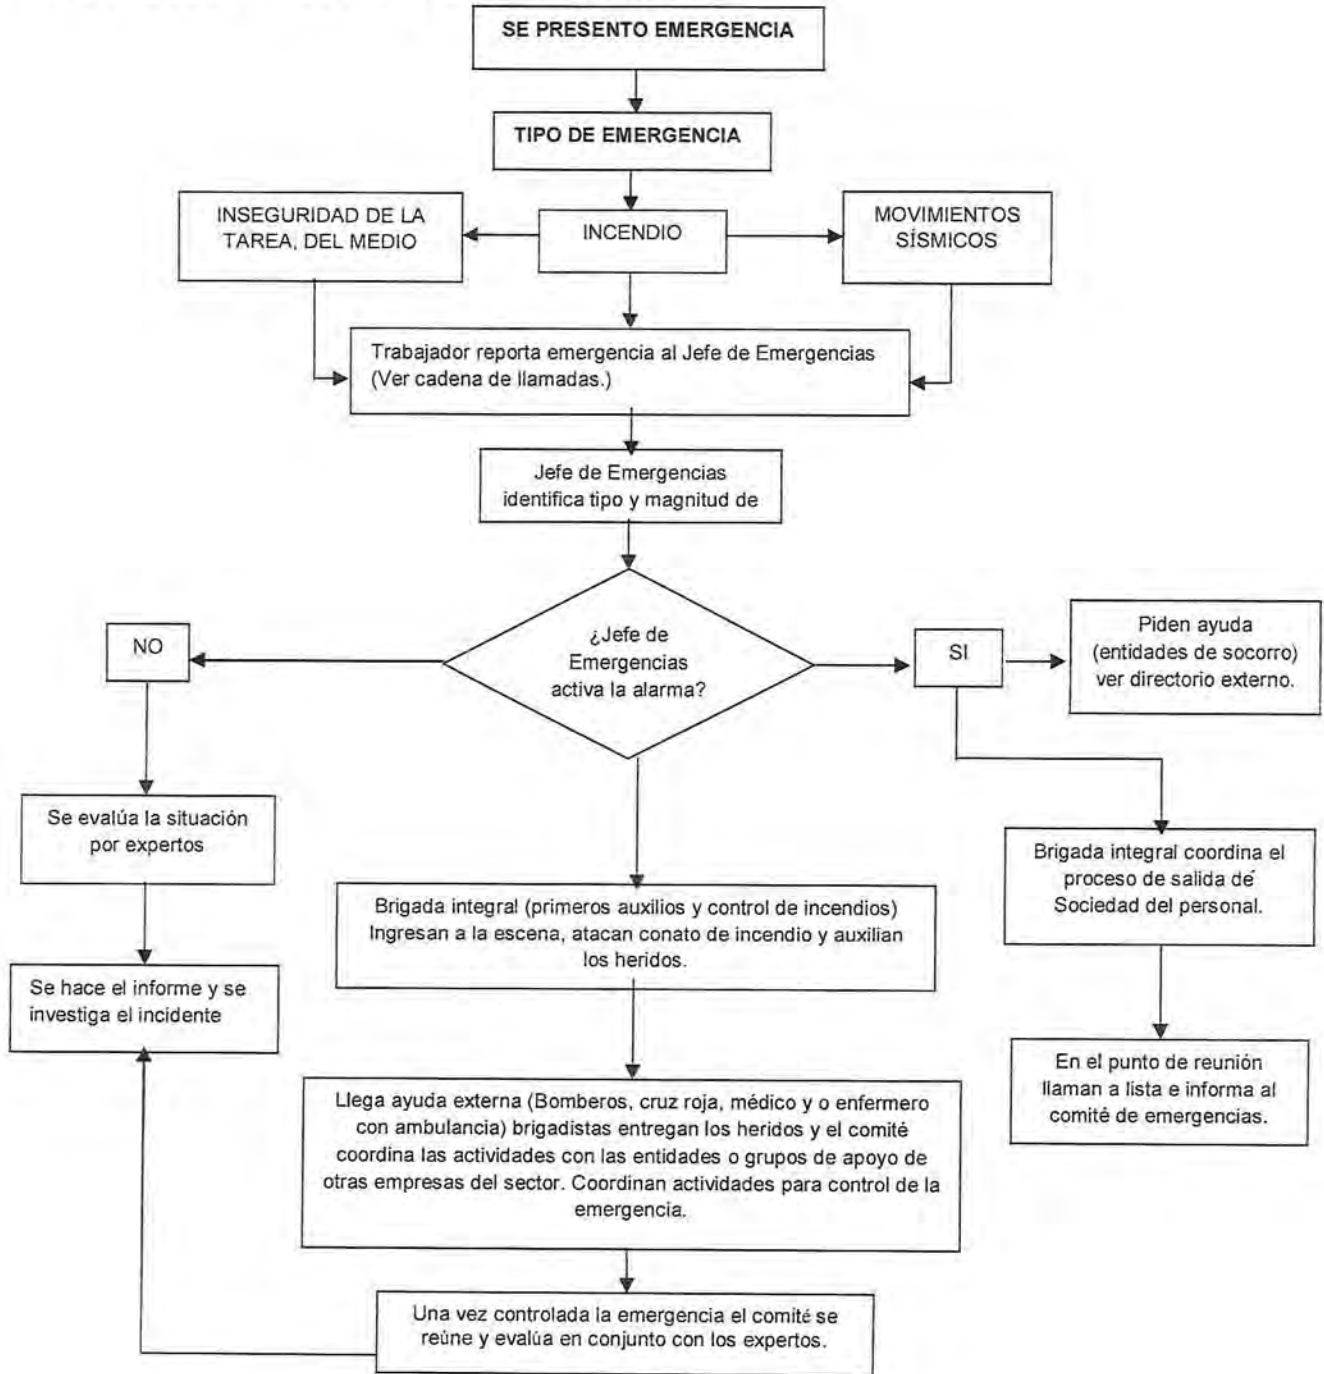 SE PRESENTO EMERGENCIA
TIPO DE EMERGENCIA
INSEGURIDAD DE LA
TAREA, DEL MEDIO
INCENDIO
MOVIMIENTOS
SÍSMICOS
Trabajador reporta emergencia al Jefe de Emergencias
(Ver cadena de llamadas.)
Jefe de Emergencias
identifica tipo y magnitud de
¿Jefe de
Emergencias
activa la alarma?
NO
SI
Piden ayuda
(entidades de socorro)
ver directorio externo.
Se evalúa la situación
por expertos
Brigada integral coordina el
proceso de salida de
Sociedad del personal.
Brigada integral (primeros auxilios y control de incendios)
Ingresan a la escena, atacan conato de incendio y auxilian
los heridos.
Se hace el informe y se
investiga el incidente
En el punto de reunión
llaman a lista e informa al
comité de emergencias.
Llega ayuda externa (Bomberos, cruz roja, médico y o enfermero
con ambulancia) brigadistas entregan los heridos y el comité
coordina las actividades con las entidades o grupos de apoyo de
otras empresas del sector. Coordinan actividades para control de la
emergencia.
Una vez controlada la emergencia el comité se
reúne y evalúa en conjunto con los expertos.